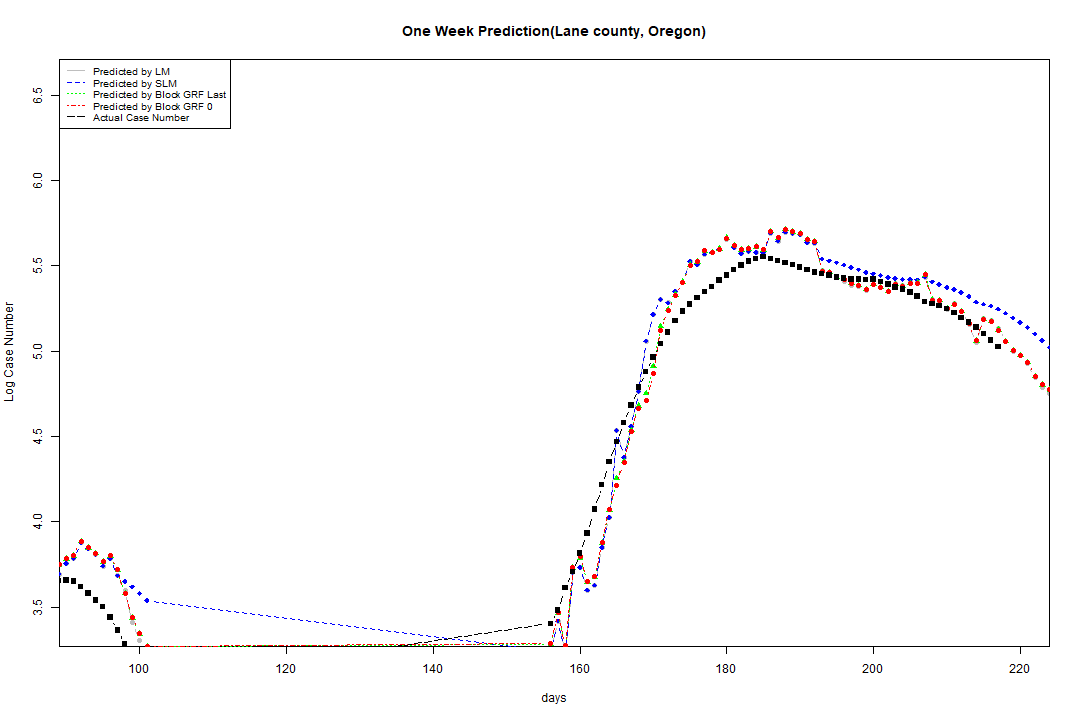 One Week Prediction(Lane county, Oregon)
Predicted by LM
Predicted by SLM
Predicted by Block GRF Last
Predicted by Block GRF 0
Actual Case Number
6.5
6.0
5.5
5.0
4.5
4.0
3.5
Log Case Number
100 120 140 160 180 200 220
days